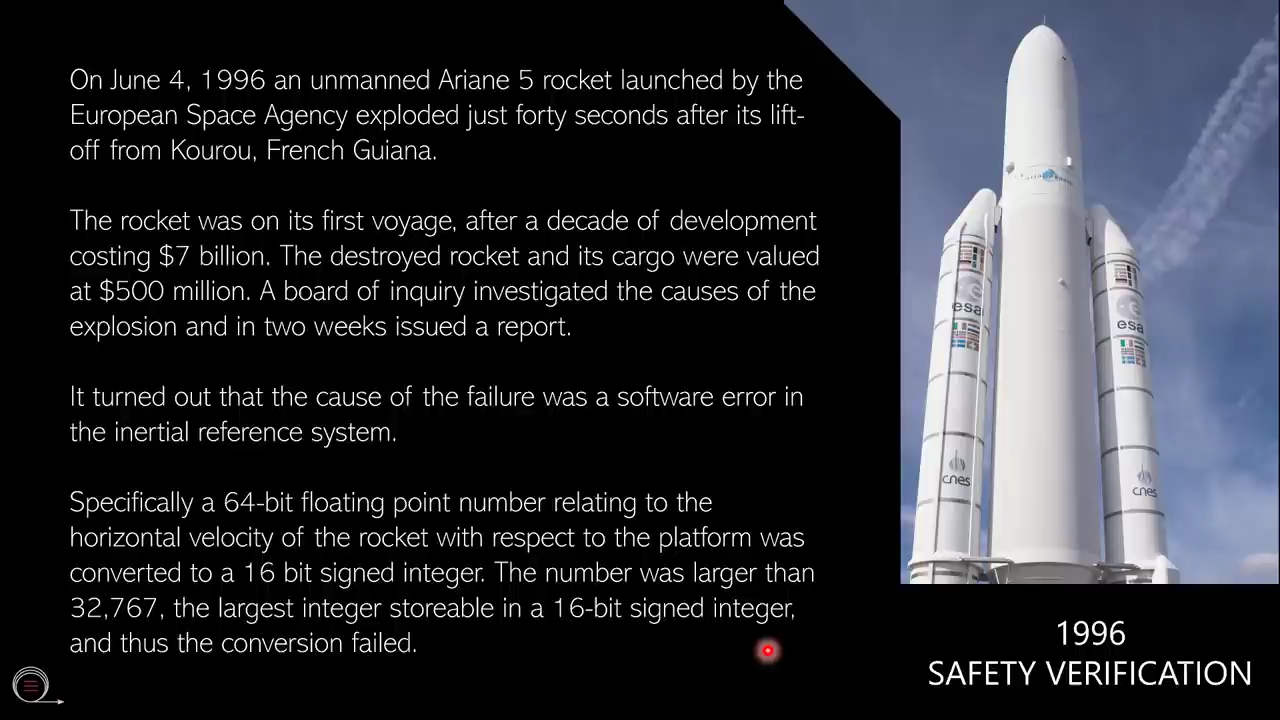 On June 4, 1996 an unmanned Ariane 5 rocket launched by the
European Space Agency exploded just forty seconds after its lift-
off from Kourou, French Guiana.
The rocket was on its first voyage, after a decade of development
costing $7 billion. The destroyed rocket and its cargo were valued
at $500 million. A board of inquiry investigated the causes of the
explosion and in two weeks issued a report.
It turned out that the cause of the failure was a software error in
the inertial reference system.
Specifically a 64-bit floating point number relating to the
horizontal velocity of the rocket with respect to the platform was
converted to a 16 bit signed integer. The number was larger than
32,767, the largest integer storeable in a 16-bit signed integer,
and thus the conversion failed.
esa
esa
cnes
cnes
1996
SAFETY VERIFICATION